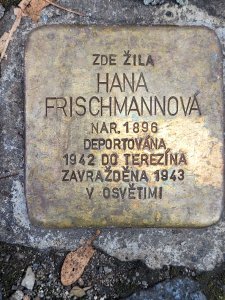 ZDE ŽILA
HANA
FRISCHMANNOVÁ
NAR. 1896
DEPORTOVÁNA
1942 DO TEREZÍNA
ZAVRAŽDĚNA 1943
V OSVĚTIMI